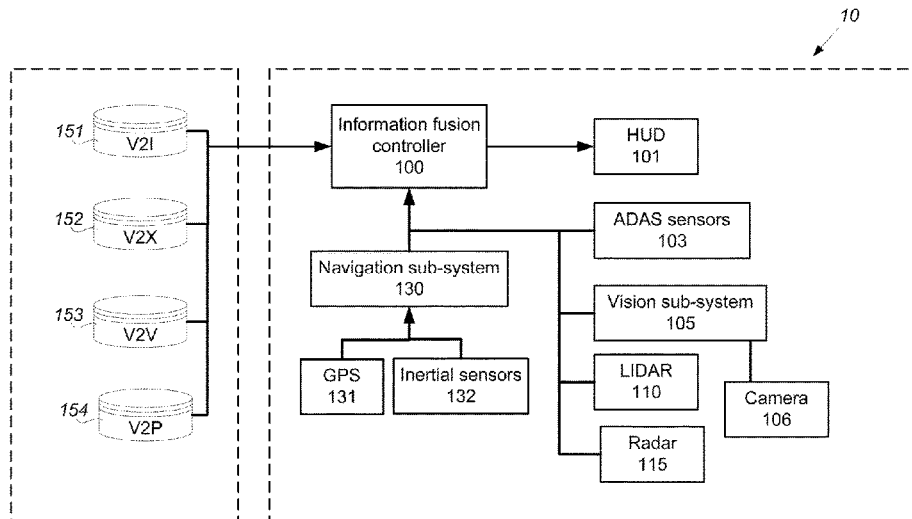 10
151
V2I
152
V2X
153
V2V
154
V2P
Information fusion
controller
100
HUD
101
ADAS sensors
103
Navigation sub-system
130
Vision sub-system
105
GPS
131
Inertial sensors
132
LIDAR
110
Camera
106
Radar
115